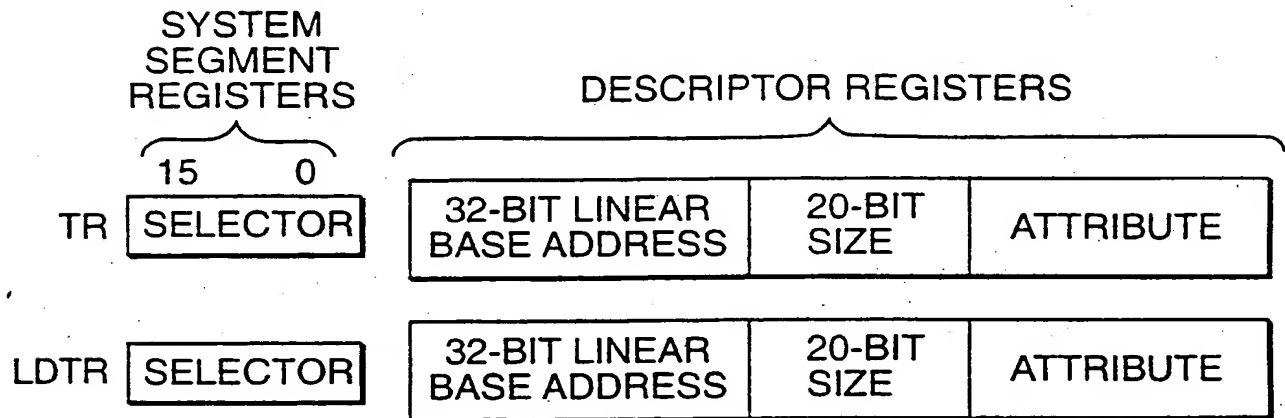 SYSTEM
SEGMENT
REGISTERS
DESCRIPTOR REGISTERS
15 0
TR SELECTOR
32-BIT LINEAR
BASE ADDRESS
20-BIT
SIZE
ATTRIBUTE
LDTR SELECTOR
32-BIT LINEAR
BASE ADDRESS
20-BIT
SIZE
ATTRIBUTE